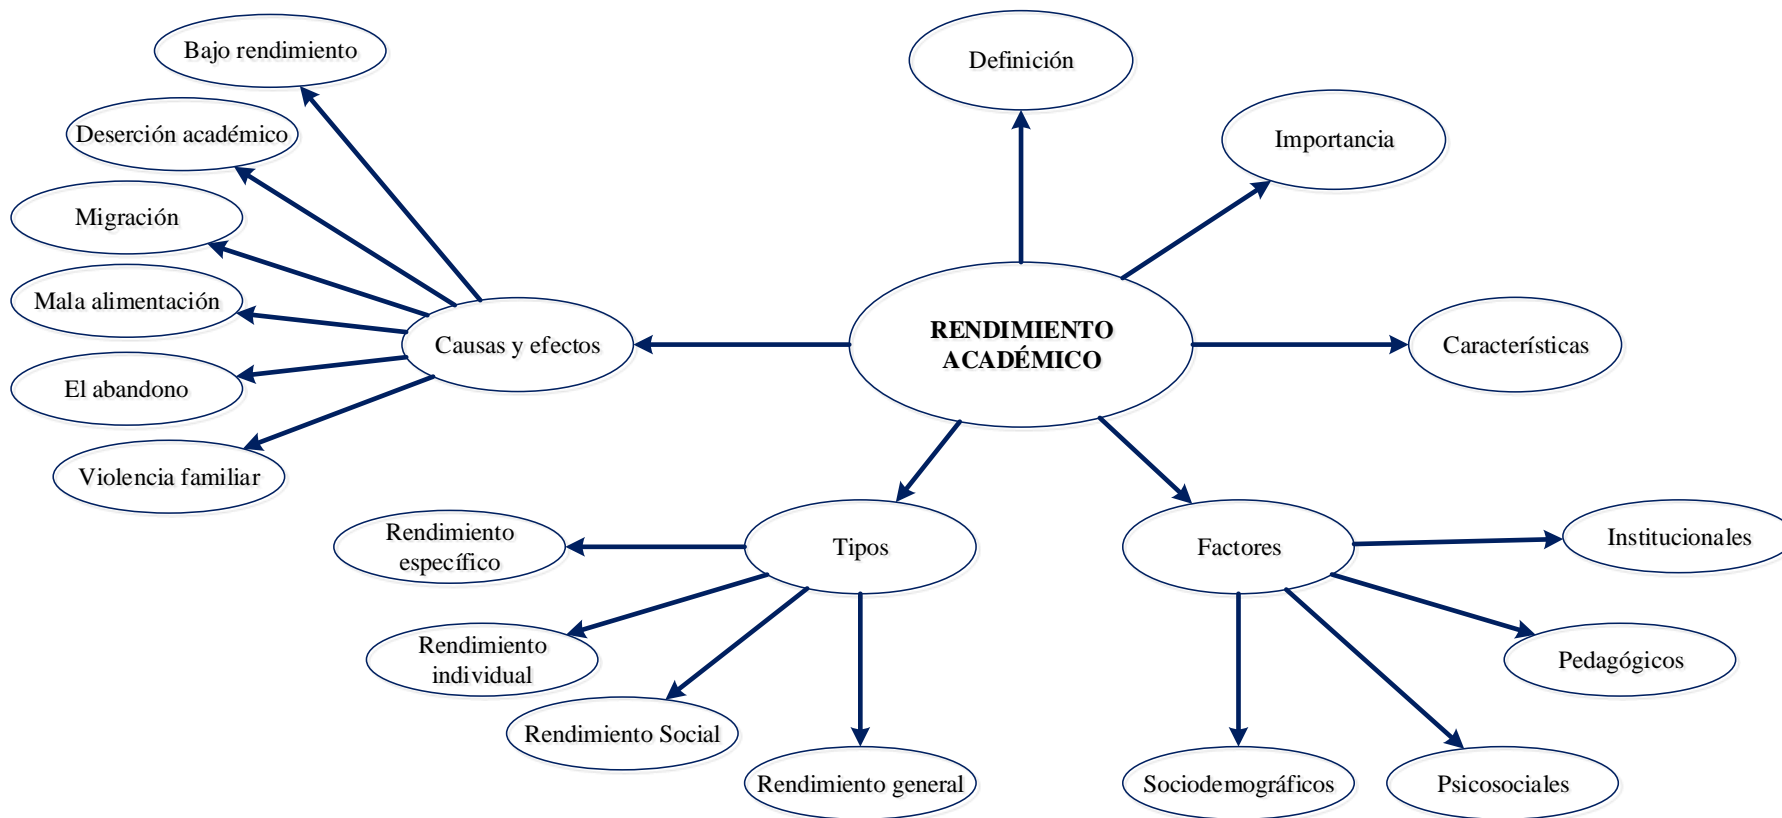 Bajo rendimiento
Definición
Deserción académico
Importancia
Migración
Mala alimentación
RENDIMIENTO
ACADÉMICO
Causas y efectos
Características
El abandono
Violencia familiar
Rendimiento
específico
Tipos
Factores
Institucionales
Rendimiento
individual
Pedagógicos
Rendimiento Social
Rendimiento general
Sociodemográficos
Psicosociales